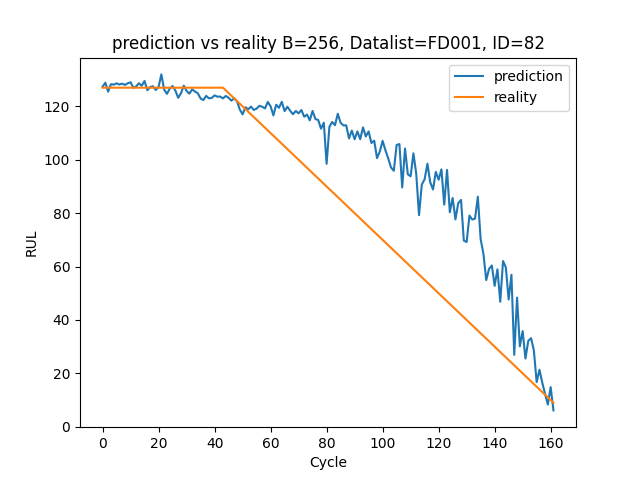 prediction vs reality B=256, Datalist=FD001, ID=82
prediction
reality
RUL
120
100
80
60
40
20
0
0 20 40 60 80 100 120 140 160
Cycle